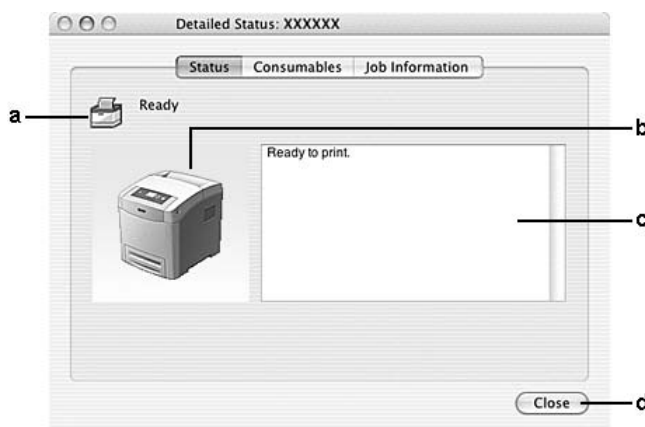 Detailed Status: XXXXXX
Status Consumables Job Information
a
Ready
b
Ready to print.
c
Close
d